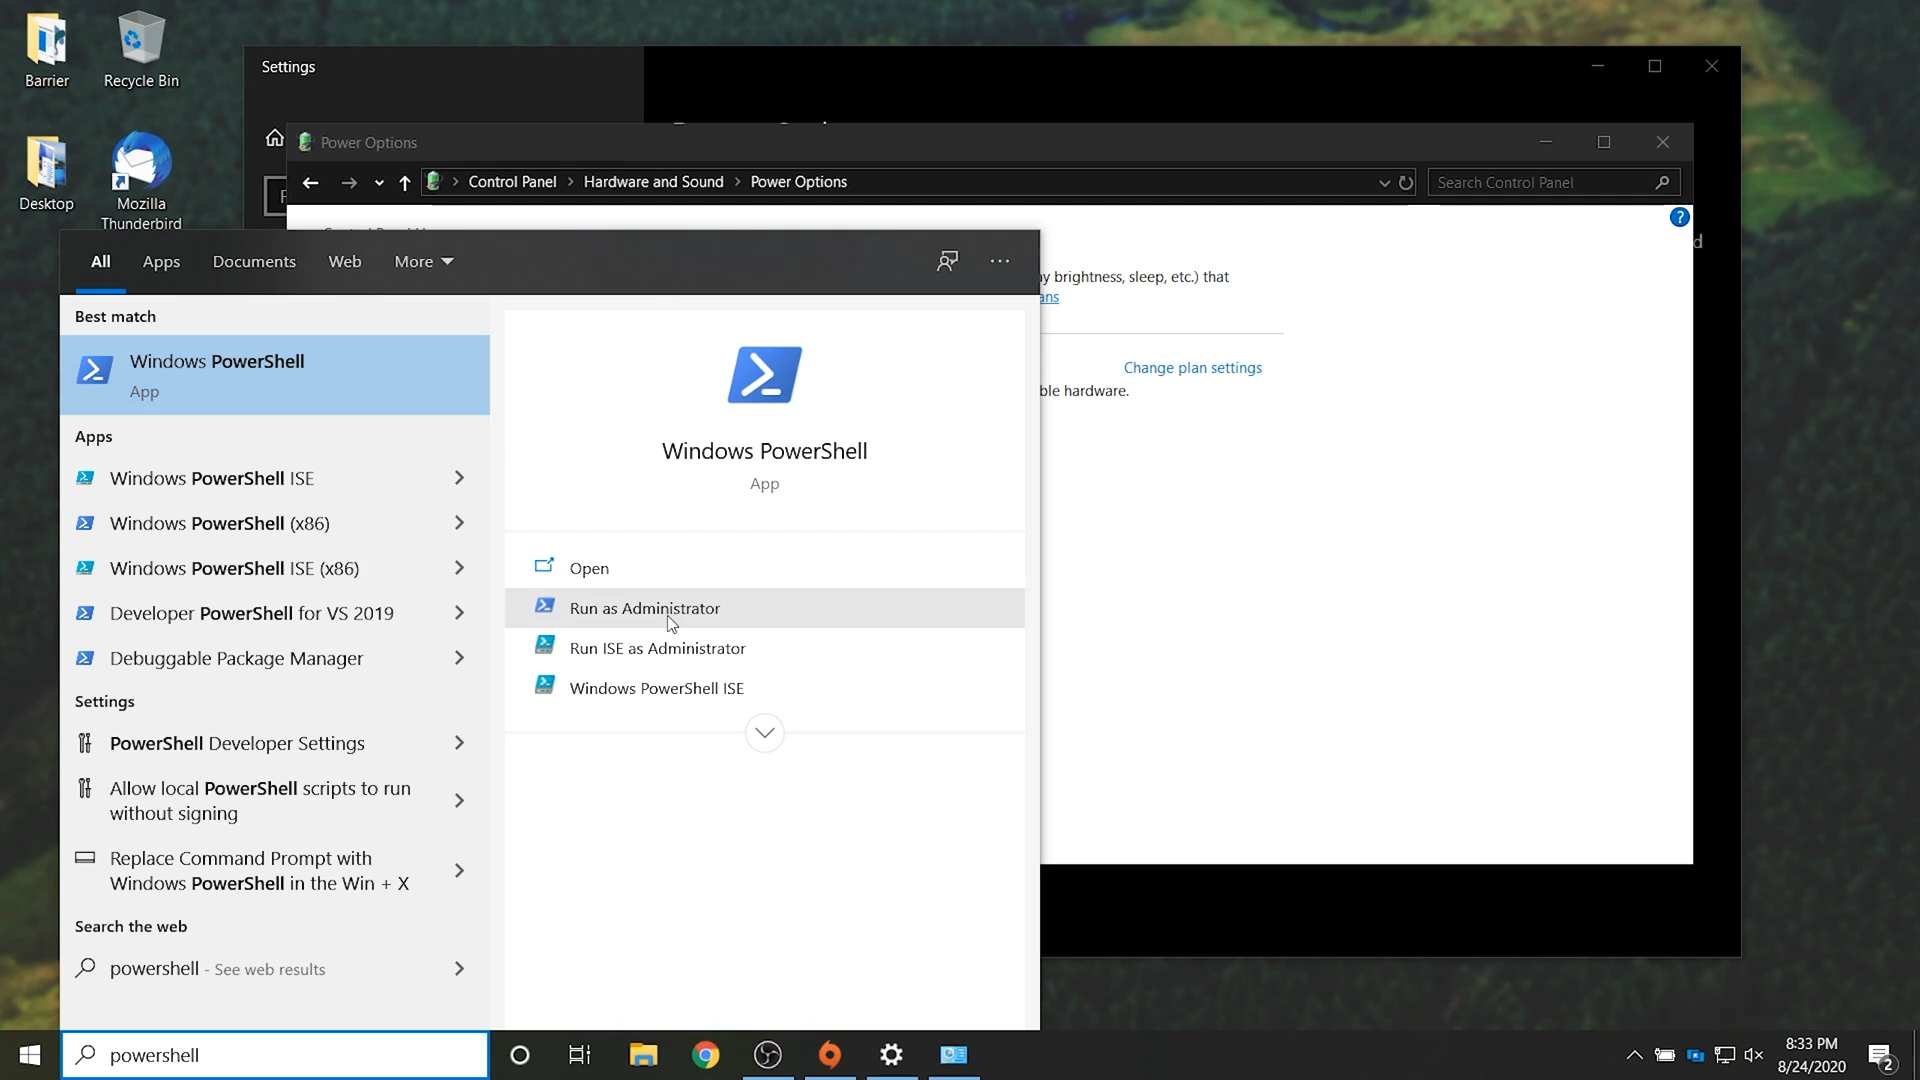 Barrier
Recycle Bin
Desktop
Mozilla
Thunderbird
Settings
Power Options
Control Panel
Hardware and Sound
Power Options
Search Control Panel
?
brightness, sleep, etc.) that
Change plan settings
hardware.
All
Apps
Documents
Web
More
Best match
Windows PowerShell
App
Apps
Windows PowerShell ISE
Windows PowerShell (x86)
Windows PowerShell ISE (x86)
Developer PowerShell for VS 2019
Debuggable Package Manager
Settings
PowerShell Developer Settings
Allow local PowerShell scripts to run
without signing
Replace Command Prompt with
Windows PowerShell in the Win + X
Search the web
powershell - See web results
Windows PowerShell
App
Open
Run as Administrator
Run ISE as Administrator
Windows PowerShell ISE
powershell
8:33 PM
8/24/2020
2